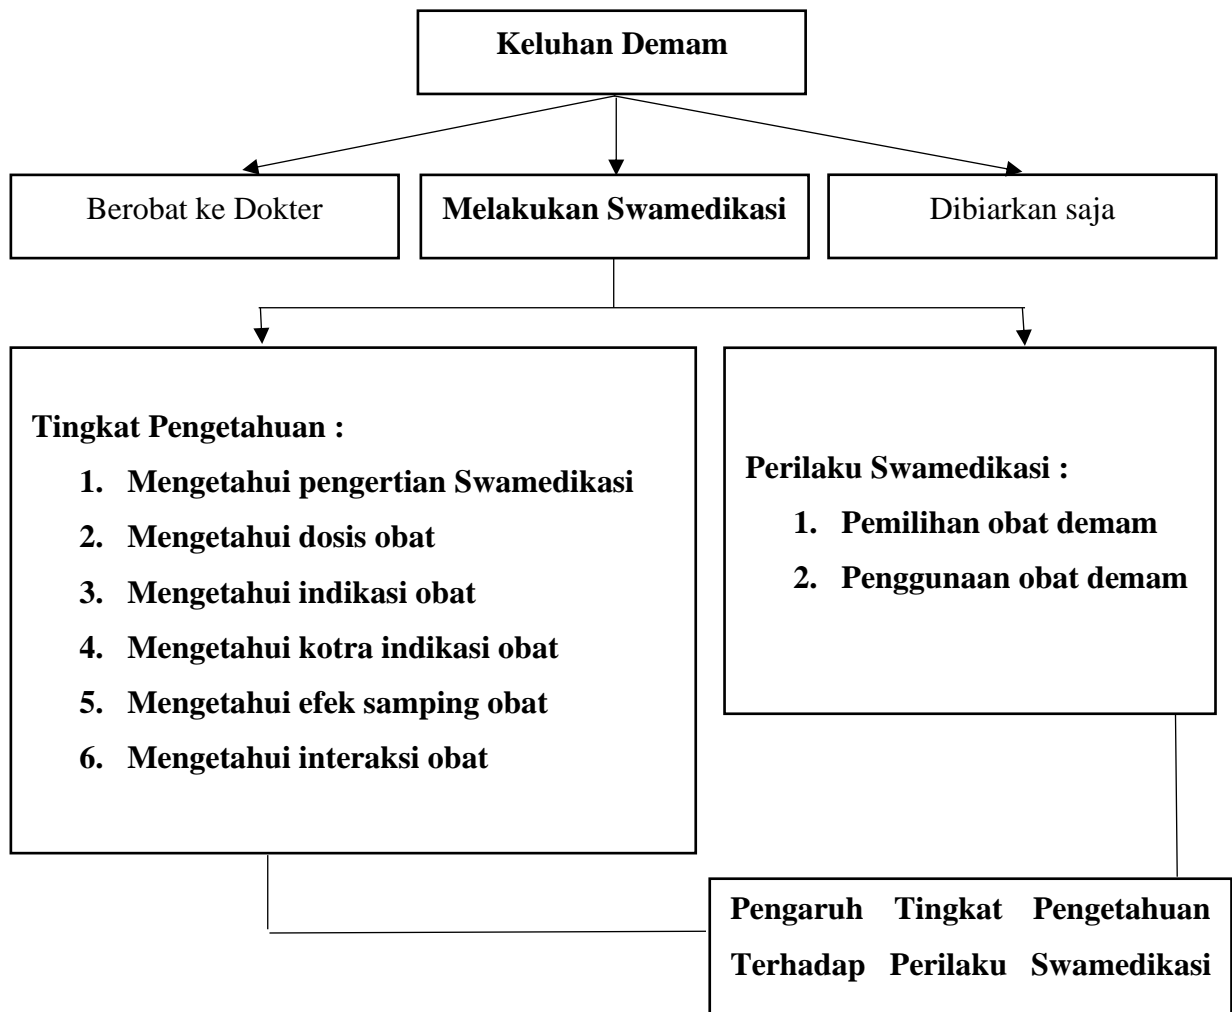 Keluhan Demam
Berobat ke Dokter
Melakukan Swamedikasi
Dibiarkan saja
Tingkat Pengetahuan :
1. Mengetahui pengertian Swamedikasi
2. Mengetahui dosis obat
3. Mengetahui indikasi obat
4. Mengetahui kotra indikasi obat
5. Mengetahui efek samping obat
6. Mengetahui interaksi obat
Perilaku Swamedikasi :
1. Pemilihan obat demam
2. Penggunaan obat demam
Pengaruh Tingkat Pengetahuan
Terhadap Perilaku Swamedikasi